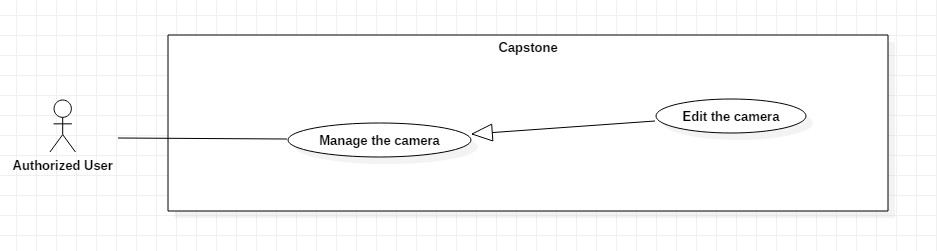 Capstone
Authorized User
Manage the camera
Edit the camera